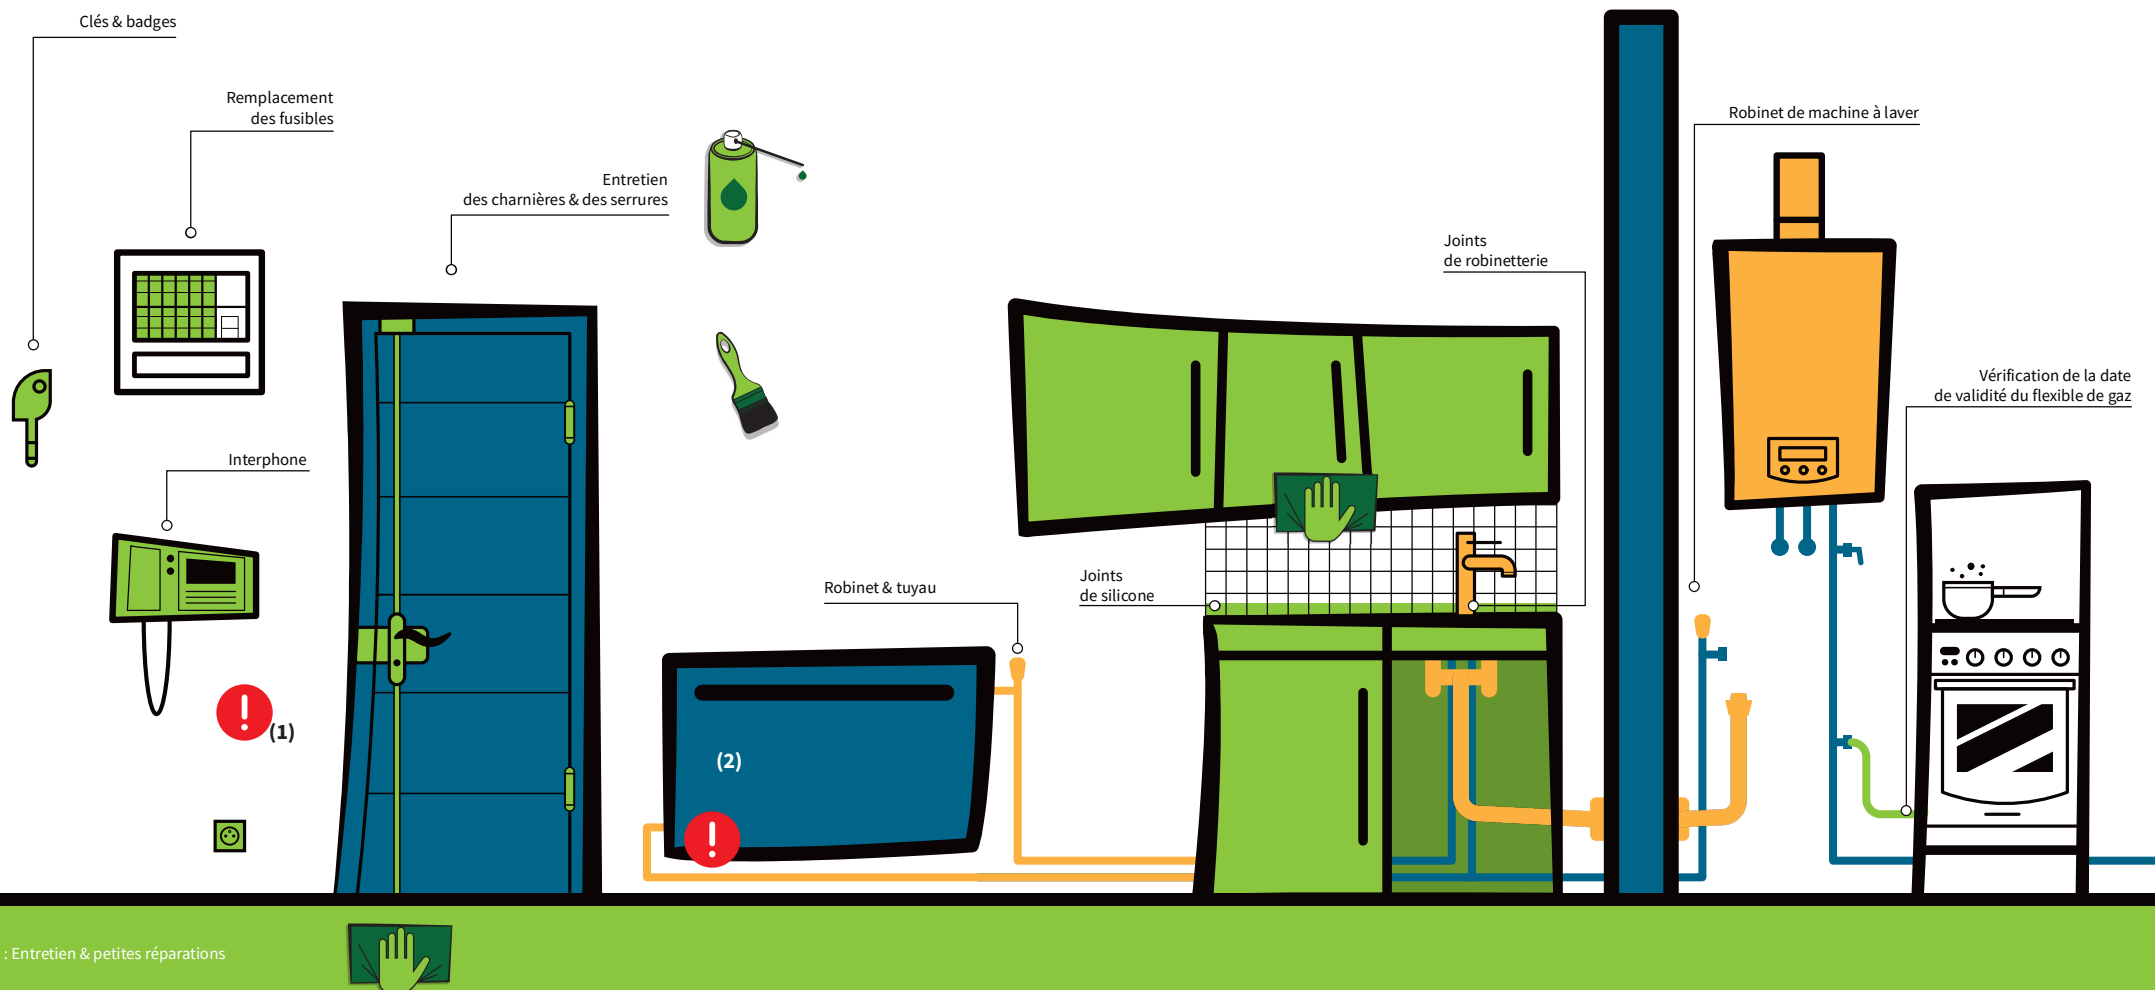 Clés & badges
Remplacement
des fusibles
Entretien
des charnières & des serrures
Interphone
(1)
Robinet & tuyau
(2)
Joints
de robinetterie
Joints
de silicone
Robinet de machine à laver
Vérification de la date
de validité du flexible de gaz
: Entretien & petites réparations